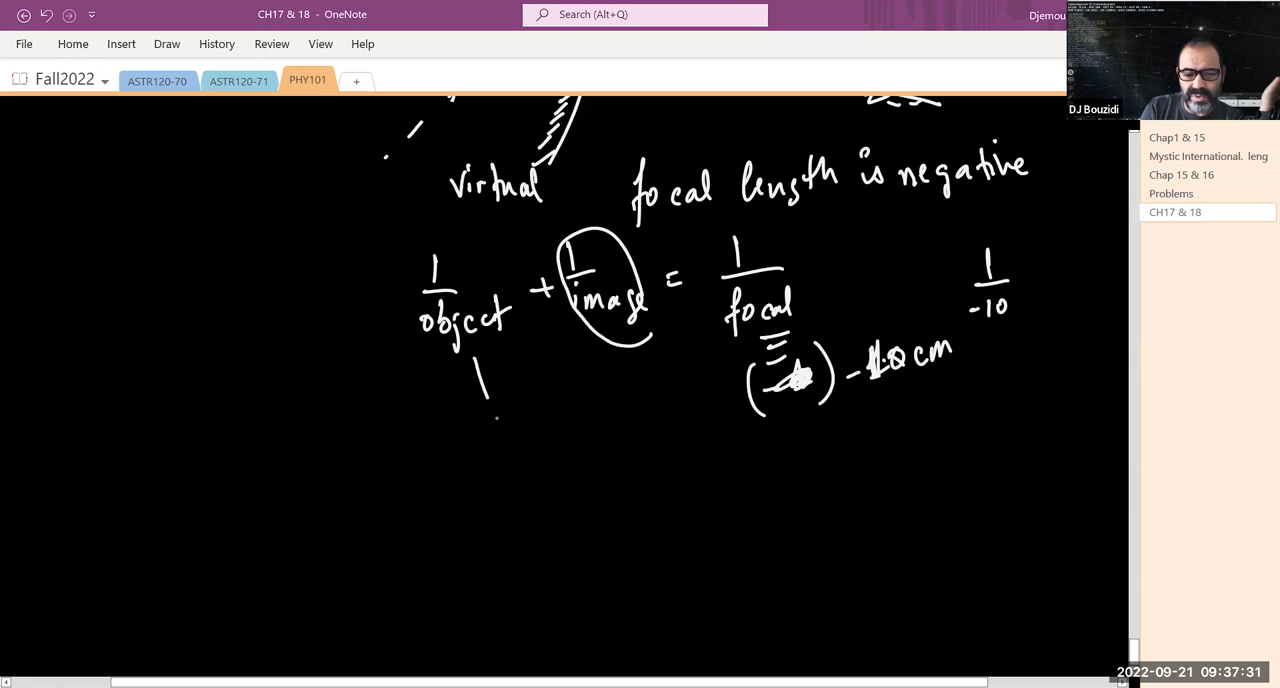 CH17 & 18 - OneNote
Search (Alt+Q)
Djemou
File Home Insert Draw History Review View Help
Fall2022
ASTR120-70
ASTR120-71
PHY101
+
DJ Bouzidi
Chap1 & 15
Mystic International. leng
Chap 15 & 16
Problems
CH17 & 18
virtual focal length is negative
1/object + 1/image = 1/focal
1/-10
( ) -10 cm
2022-09-21 09:37:31